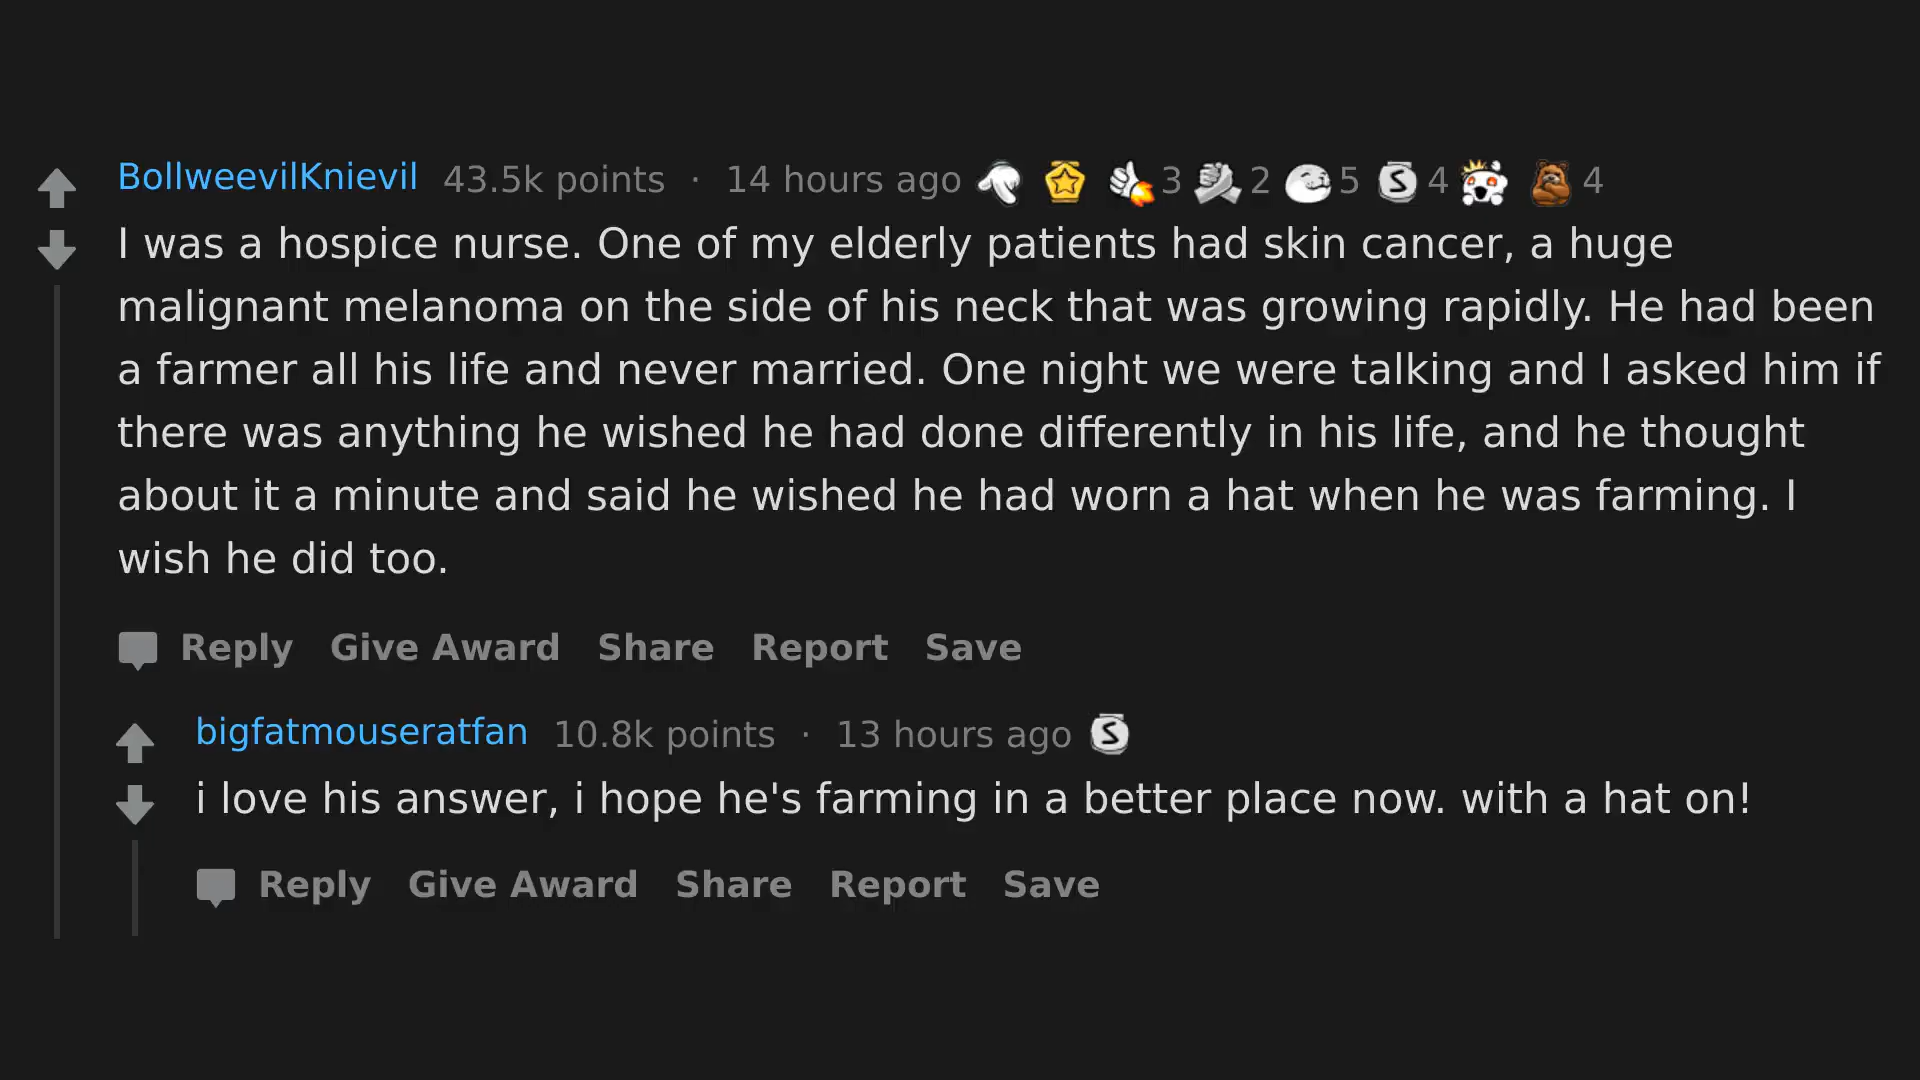 BollweevilKnievil 43.5k points · 14 hours ago 3 2 5 S 4 4
I was a hospice nurse. One of my elderly patients had skin cancer, a huge
malignant melanoma on the side of his neck that was growing rapidly. He had been
a farmer all his life and never married. One night we were talking and I asked him if
there was anything he wished he had done differently in his life, and he thought
about it a minute and said he wished he had worn a hat when he was farming. I
wish he did too.
Reply Give Award Share Report Save
bigfatmouseratfan 10.8k points · 13 hours ago S
i love his answer, i hope he's farming in a better place now. with a hat on!
Reply Give Award Share Report Save